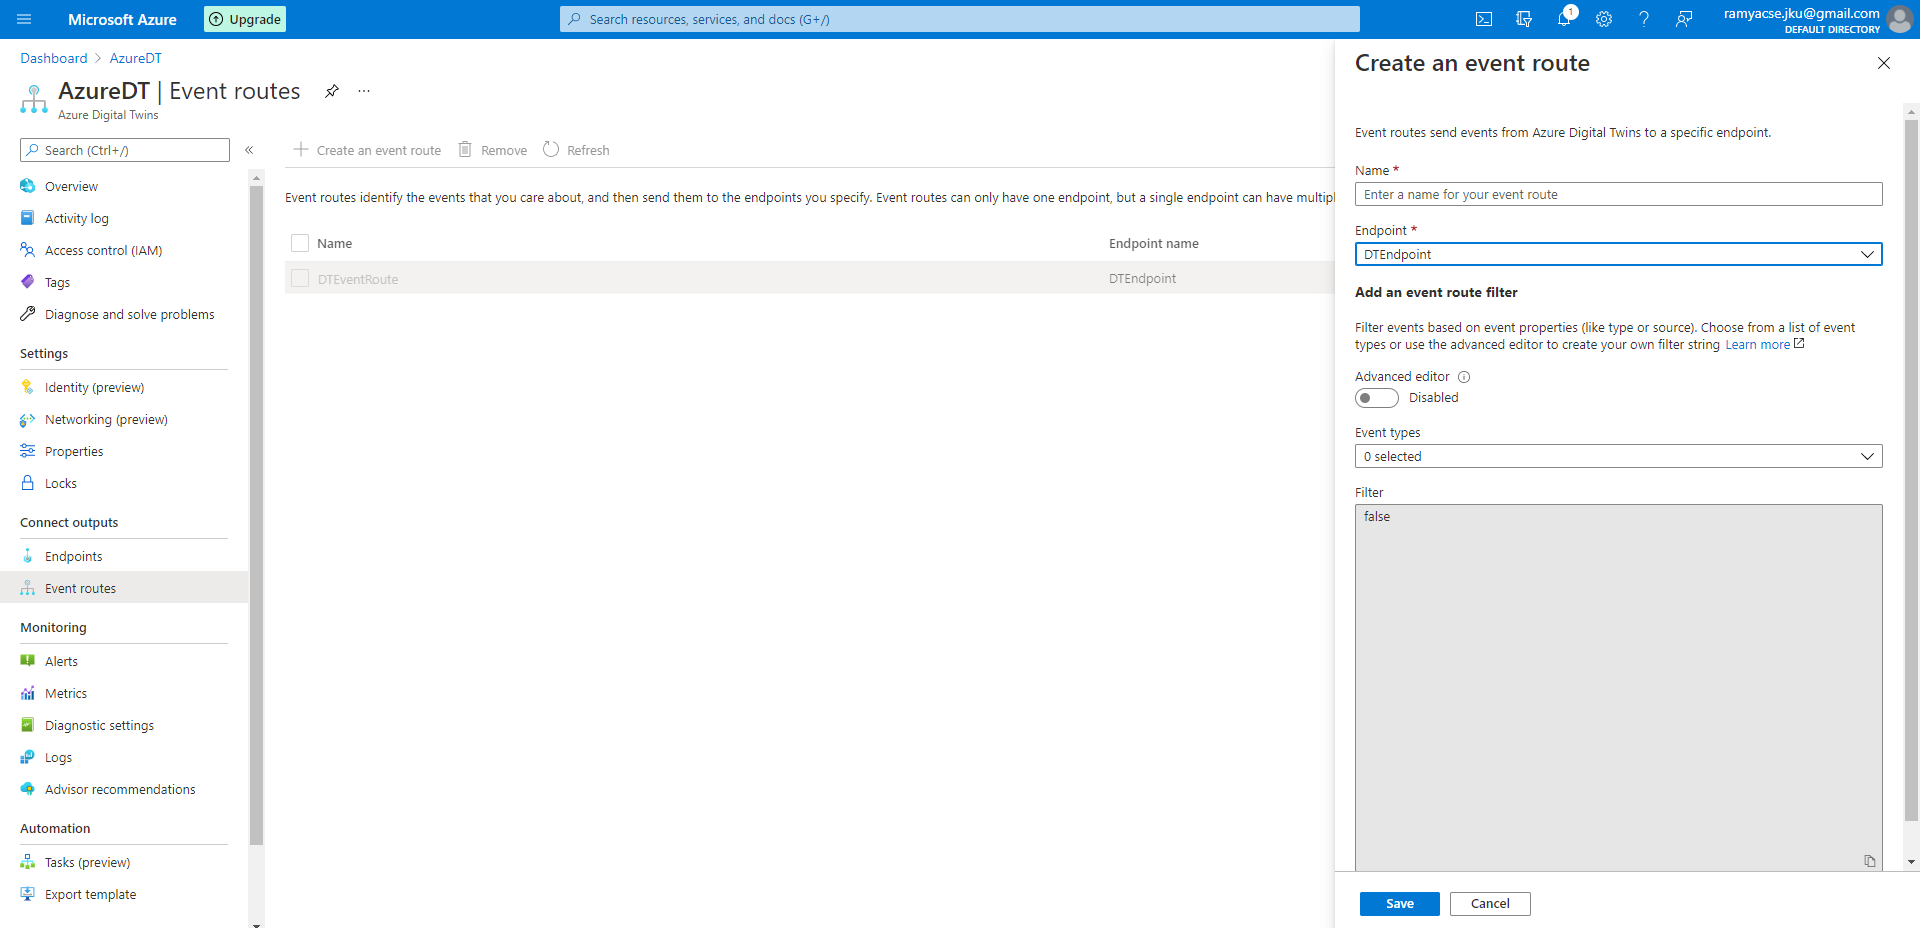 Microsoft Azure
Upgrade
Search resources, services, and docs (G+/)
1
ramyacse.jku@gmail.com
DEFAULT DIRECTORY
Dashboard > AzureDT
AzureDT | Event routes
...
Azure Digital Twins
Search (Ctrl+/)
«
Overview
Activity log
Access control (IAM)
Tags
Diagnose and solve problems
Settings
Identity (preview)
Networking (preview)
Properties
Locks
Connect outputs
Endpoints
Event routes
Monitoring
Alerts
Metrics
Diagnostic settings
Logs
Advisor recommendations
Automation
Tasks (preview)
Export template
Create an event route
Remove
Refresh
Event routes identify the events that you care about, and then send them to the endpoints you specify. Event routes can only have one endpoint, but a single endpoint can have multipl
Name
Endpoint name
DTEventRoute
DTEndpoint
Create an event route
Event routes send events from Azure Digital Twins to a specific endpoint.
Name *
Enter a name for your event route
Endpoint *
DTEndpoint
Add an event route filter
Filter events based on event properties (like type or source). Choose from a list of event
types or use the advanced editor to create your own filter string Learn more
Advanced editor
Disabled
Event types
0 selected
Filter
false
Save
Cancel